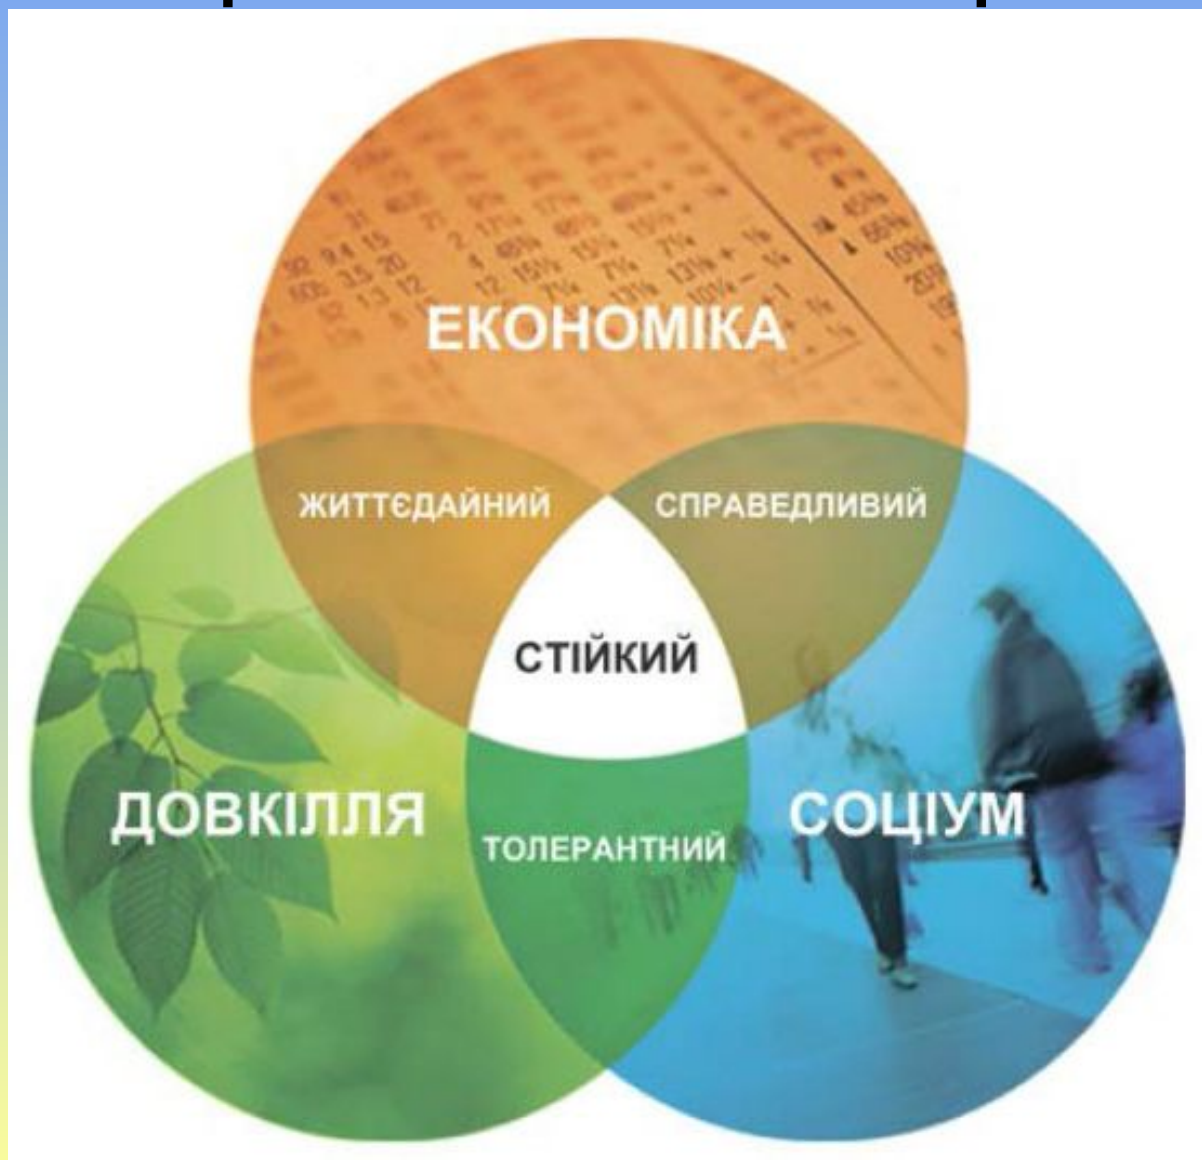 ЕКОНОМІКА
ЖИТТЄДАЙНИЙ
СПРАВЕДЛИВИЙ
СТІЙКИЙ
ДОВКІЛЛЯ
СОЦІУМ
ТОЛЕРАНТНИЙ